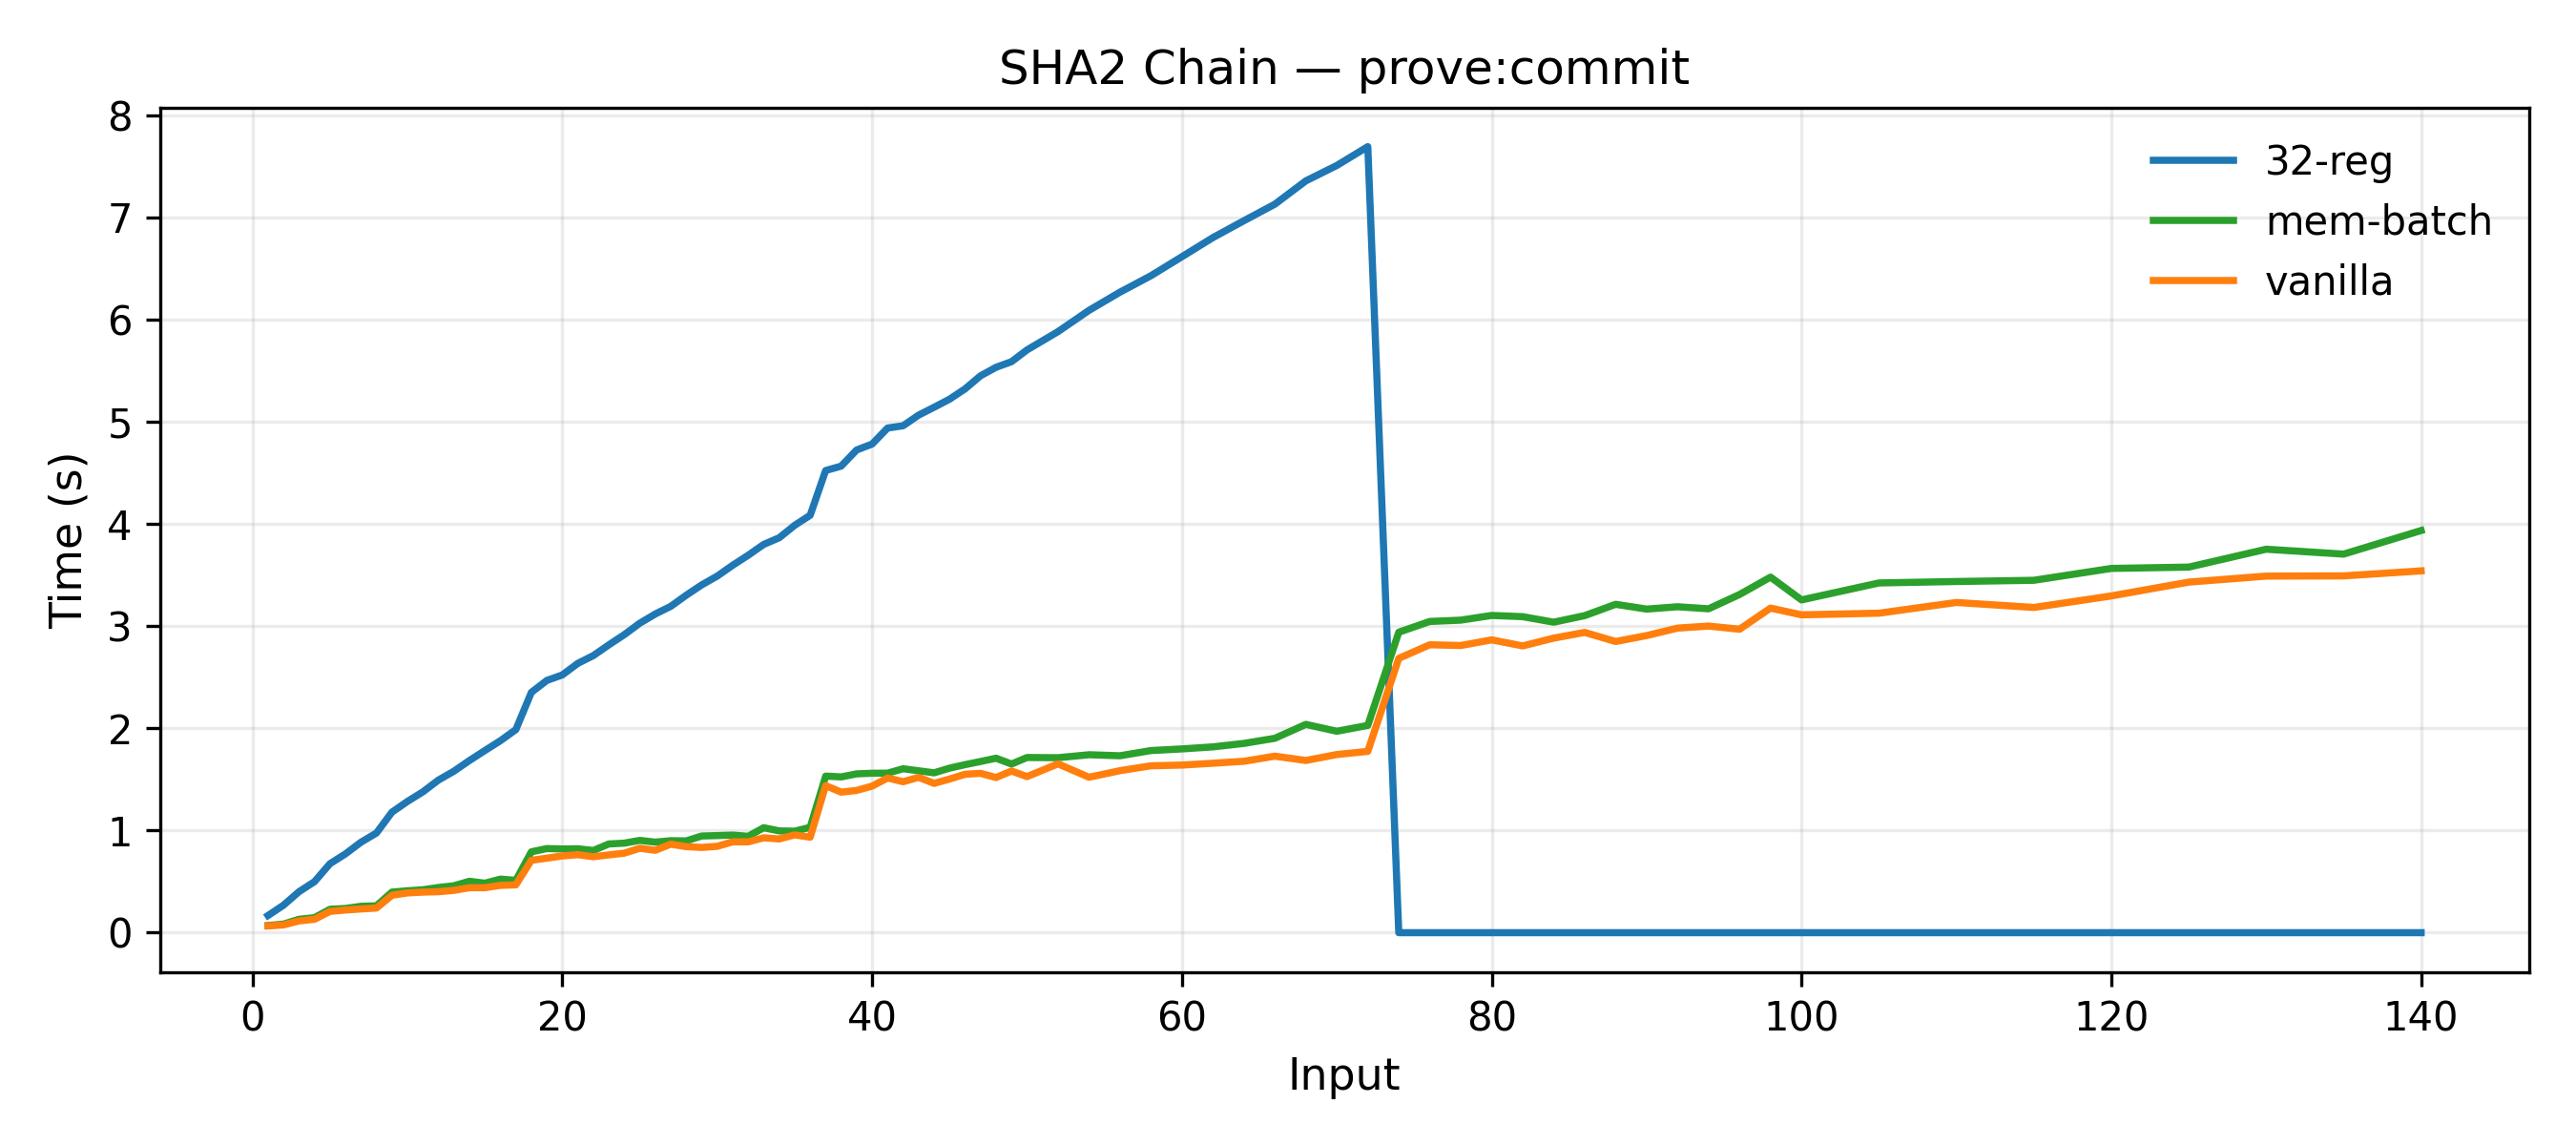 SHA2 Chain — prove:commit
8
7
6
5
4
3
2
1
0
Time (s)
32-reg
mem-batch
vanilla
0 20 40 60 80 100 120 140
Input